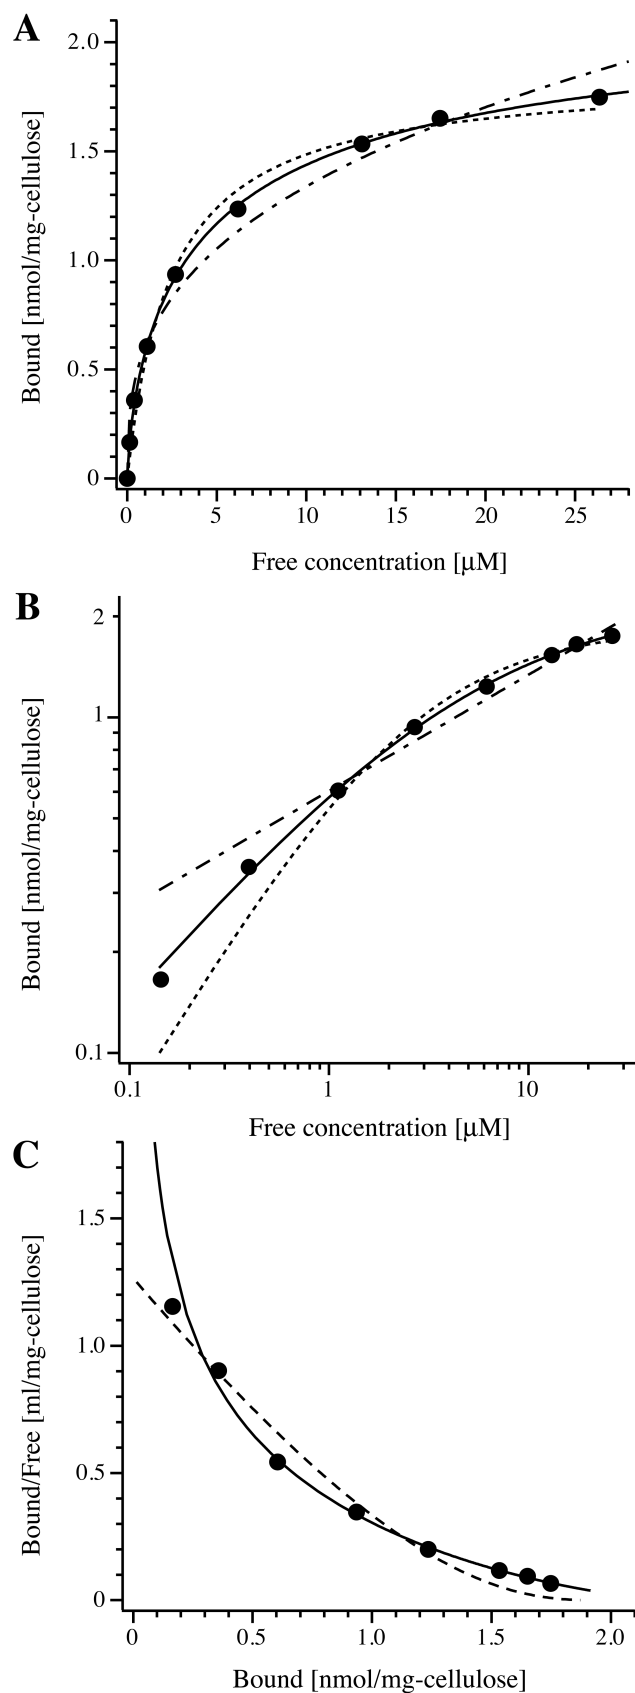 A
2.0
1.5
1.0
0.5
0
Bound [nmol/mg-cellulose]
0 5 10 15 20 25
Free concentration [μM]
B
2
1
0.1
Bound [nmol/mg-cellulose]
0.1 1 10
Free concentration [μM]
C
1.5
1.0
0.5
0
Bound/Free [ml/mg-cellulose]
0 0.5 1.0 1.5 2.0
Bound [nmol/mg-cellulose]